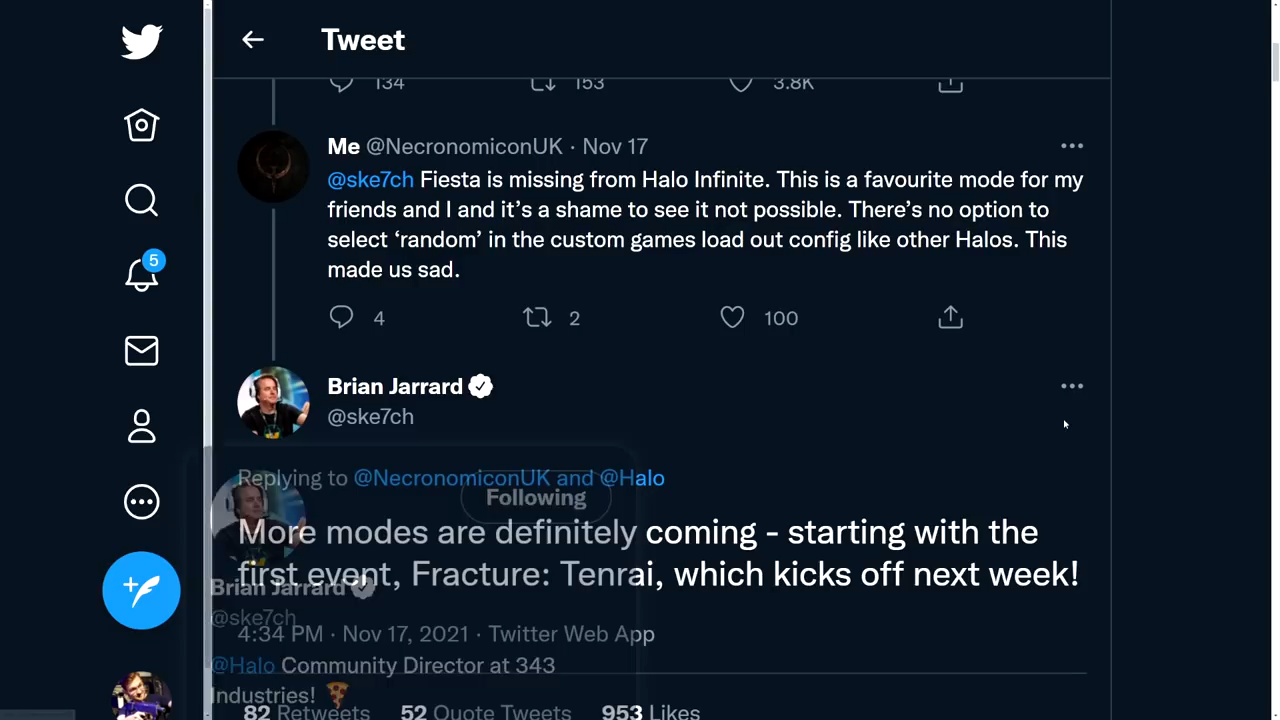 Tweet
134 153 3.8K
Me @NecronomiconUK · Nov 17
@ske7ch Fiesta is missing from Halo Infinite. This is a favourite mode for my
friends and I and it's a shame to see it not possible. There's no option to
select ‘random’ in the custom games load out config like other Halos. This
made us sad.
5
4 2 100
Brian Jarrard
@ske7ch
Replying to @NecronomiconUK and @Halo
Following
More modes are definitely coming - starting with the
first event, Fracture: Tenrai, which kicks off next week!
Brian Jarrard
@ske7ch
4:34 PM · Nov 17, 2021 · Twitter Web App
@Halo Community Director at 343
Industries!
82 Retweets 52 Quote Tweets 953 Likes